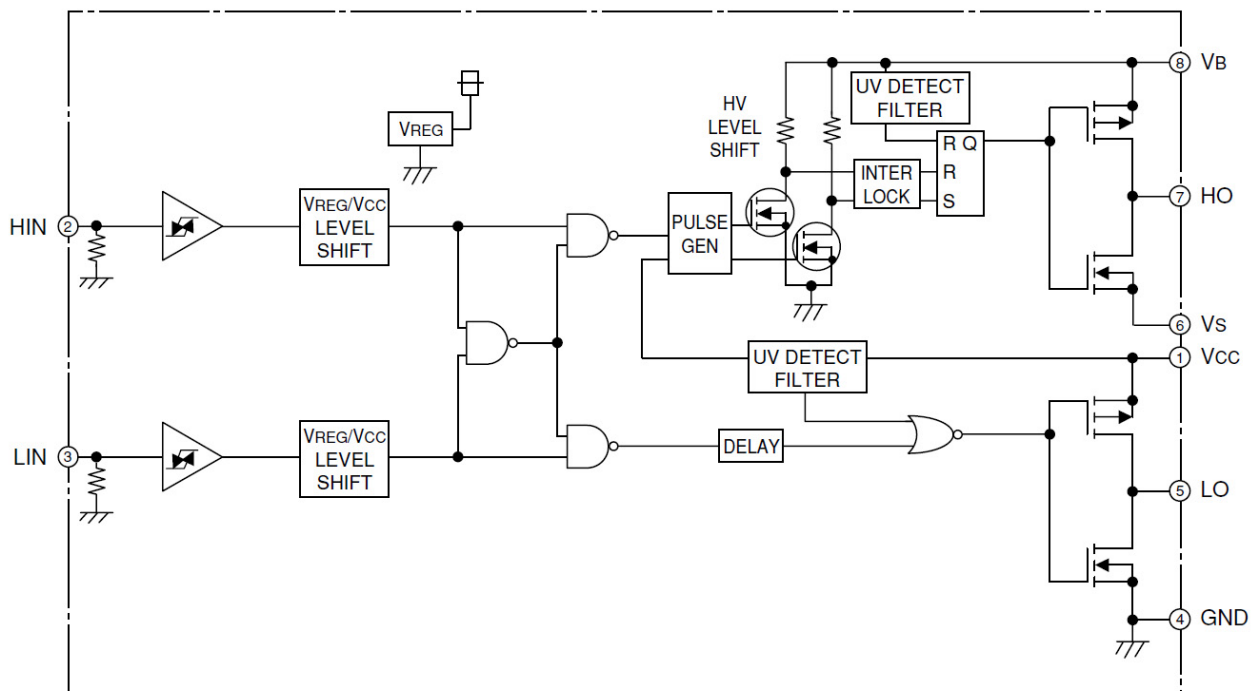 8 VB
UV DETECT
FILTER
HV
LEVEL
SHIFT
VREG
R Q
R
S
INTER
LOCK
7 HO
HIN 2
VREG/VCC
LEVEL
SHIFT
PULSE
GEN
6 VS
1 VCC
UV DETECT
FILTER
LIN 3
VREG/VCC
LEVEL
SHIFT
DELAY
5 LO
4 GND